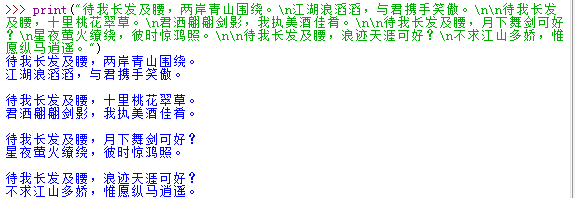 >>> print("待我长发及腰，两岸青山围绕。\n江湖浪滔滔，与君携手笑傲。\n\n待我长发
及腰，十里桃花翠草。\n君洒翩翩剑影，我执美酒佳肴。\n\n\n待我长发及腰，月下舞剑可好？
\n星夜萤火缭绕，彼时惊鸿照。\n\n待我长发及腰，浪迹天涯可好？\n不求江山多娇，惟
愿纵马逍遥。")
待我长发及腰，两岸青山围绕。
江湖浪滔滔，与君携手笑傲。
待我长发及腰，十里桃花翠草。
君洒翩翩剑影，我执美酒佳肴。
待我长发及腰，月下舞剑可好？
星夜萤火缭绕，彼时惊鸿照。
待我长发及腰，浪迹天涯可好？
不求江山多娇，惟愿纵马逍遥。